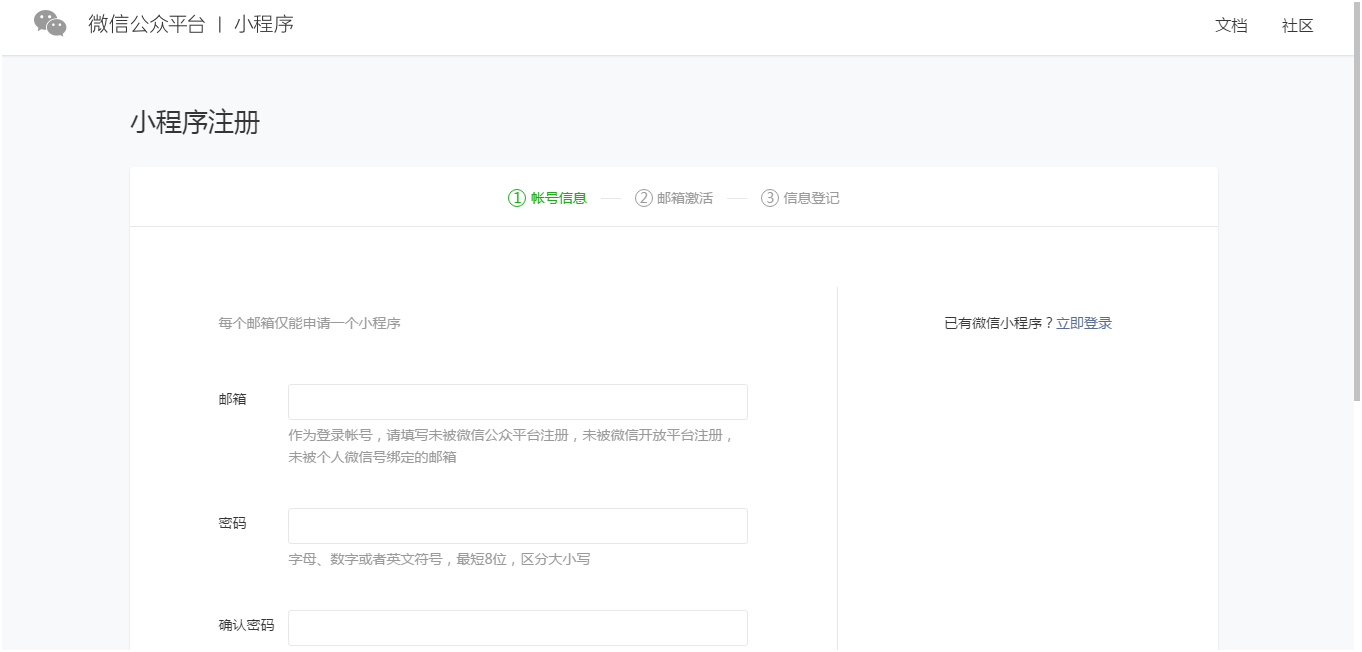 微信公众平台 | 小程序
文档
社区
小程序注册
① 帐号信息
② 邮箱激活
③ 信息登记
每个邮箱仅能申请一个小程序
已有微信小程序？立即登录
邮箱
作为登录帐号，请填写未被微信公众平台注册，未被微信开放平台注册，
未被个人微信号绑定的邮箱
密码
字母、数字或者英文符号，最短8位，区分大小写
确认密码